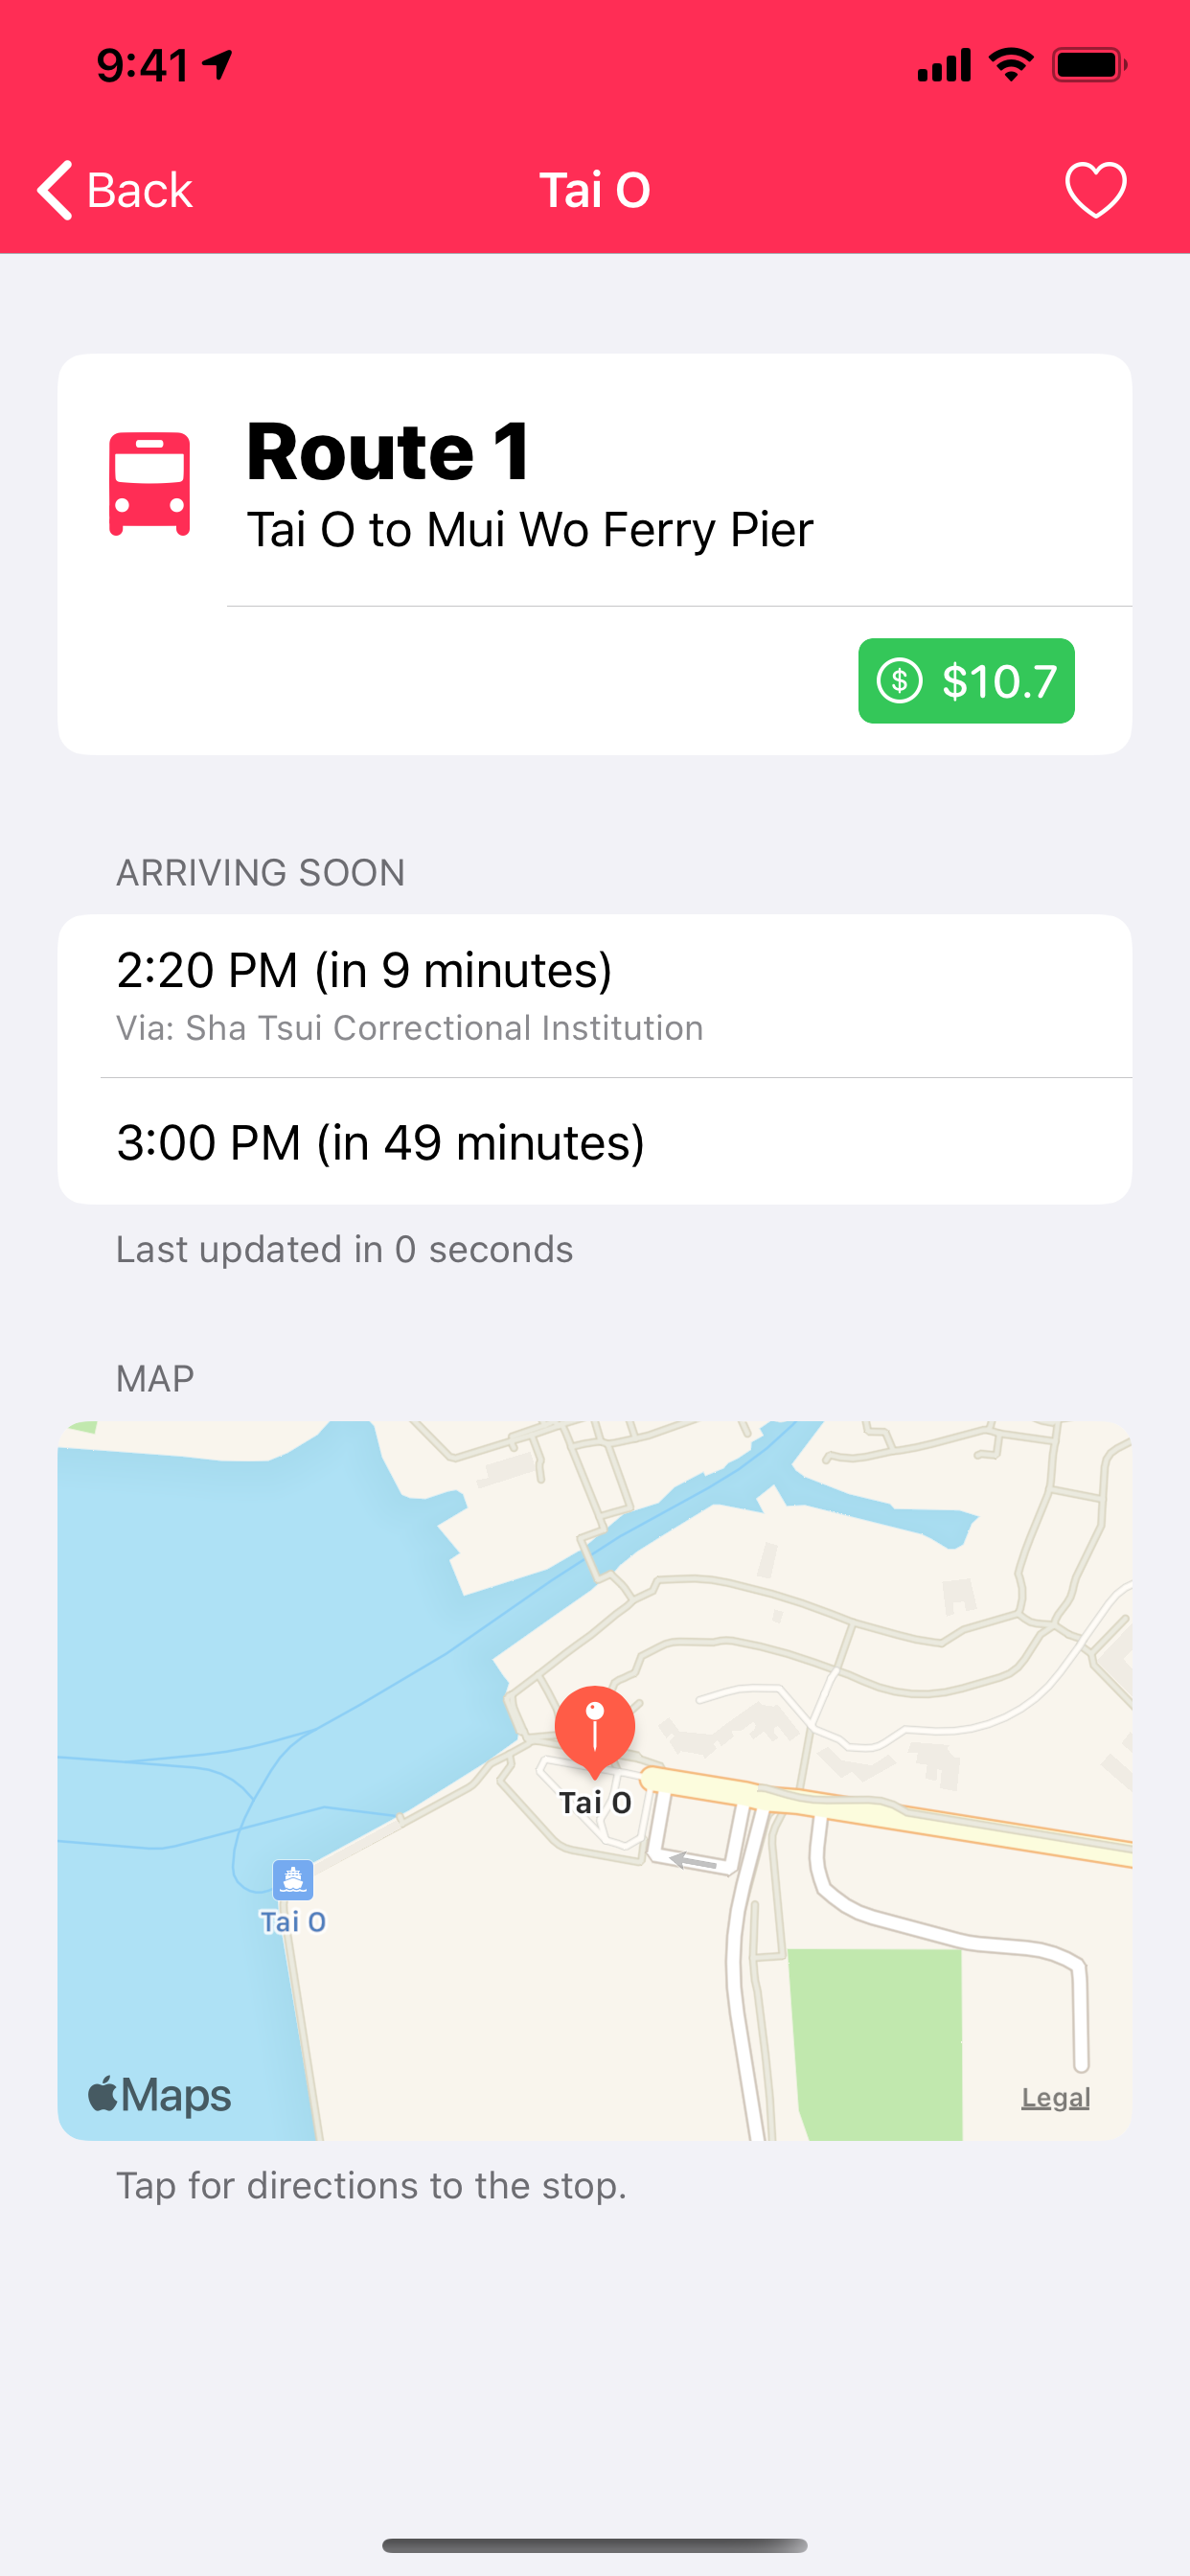 9:41
Back
Tai O
Route 1
Tai O to Mui Wo Ferry Pier
$ $10.7
ARRIVING SOON
2:20 PM (in 9 minutes)
Via: Sha Tsui Correctional Institution
3:00 PM (in 49 minutes)
Last updated in 0 seconds
MAP
Tai O
Tai O
Maps
Legal
Tap for directions to the stop.